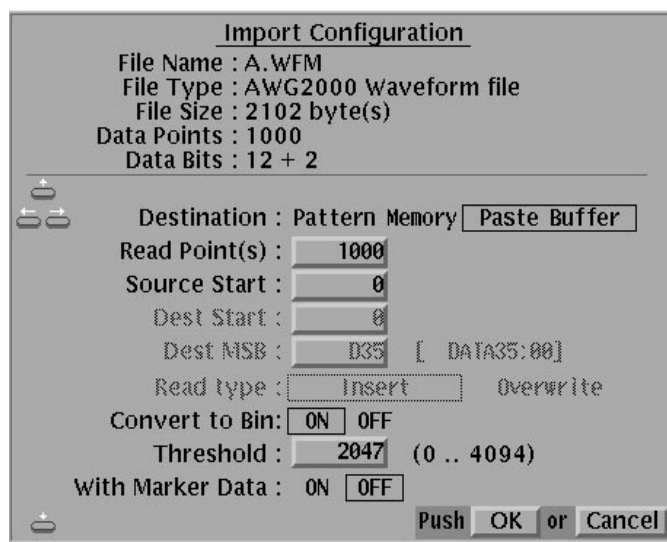 Import Configuration
File Name : A.WFM
File Type : AWG2000 Waveform file
File Size : 2102 byte(s)
Data Points : 1000
Data Bits : 12 + 2
Destination : Pattern Memory Paste Buffer
Read Point(s) : 1000
Source Start : 0
Dest Start : 0
Dest MSB : D35 [ DATA35:00]
Read type : Insert Overwrite
Convert to Bin: ON OFF
Threshold : 2047 (0 .. 4094)
With Marker Data : ON OFF
Push OK or Cancel